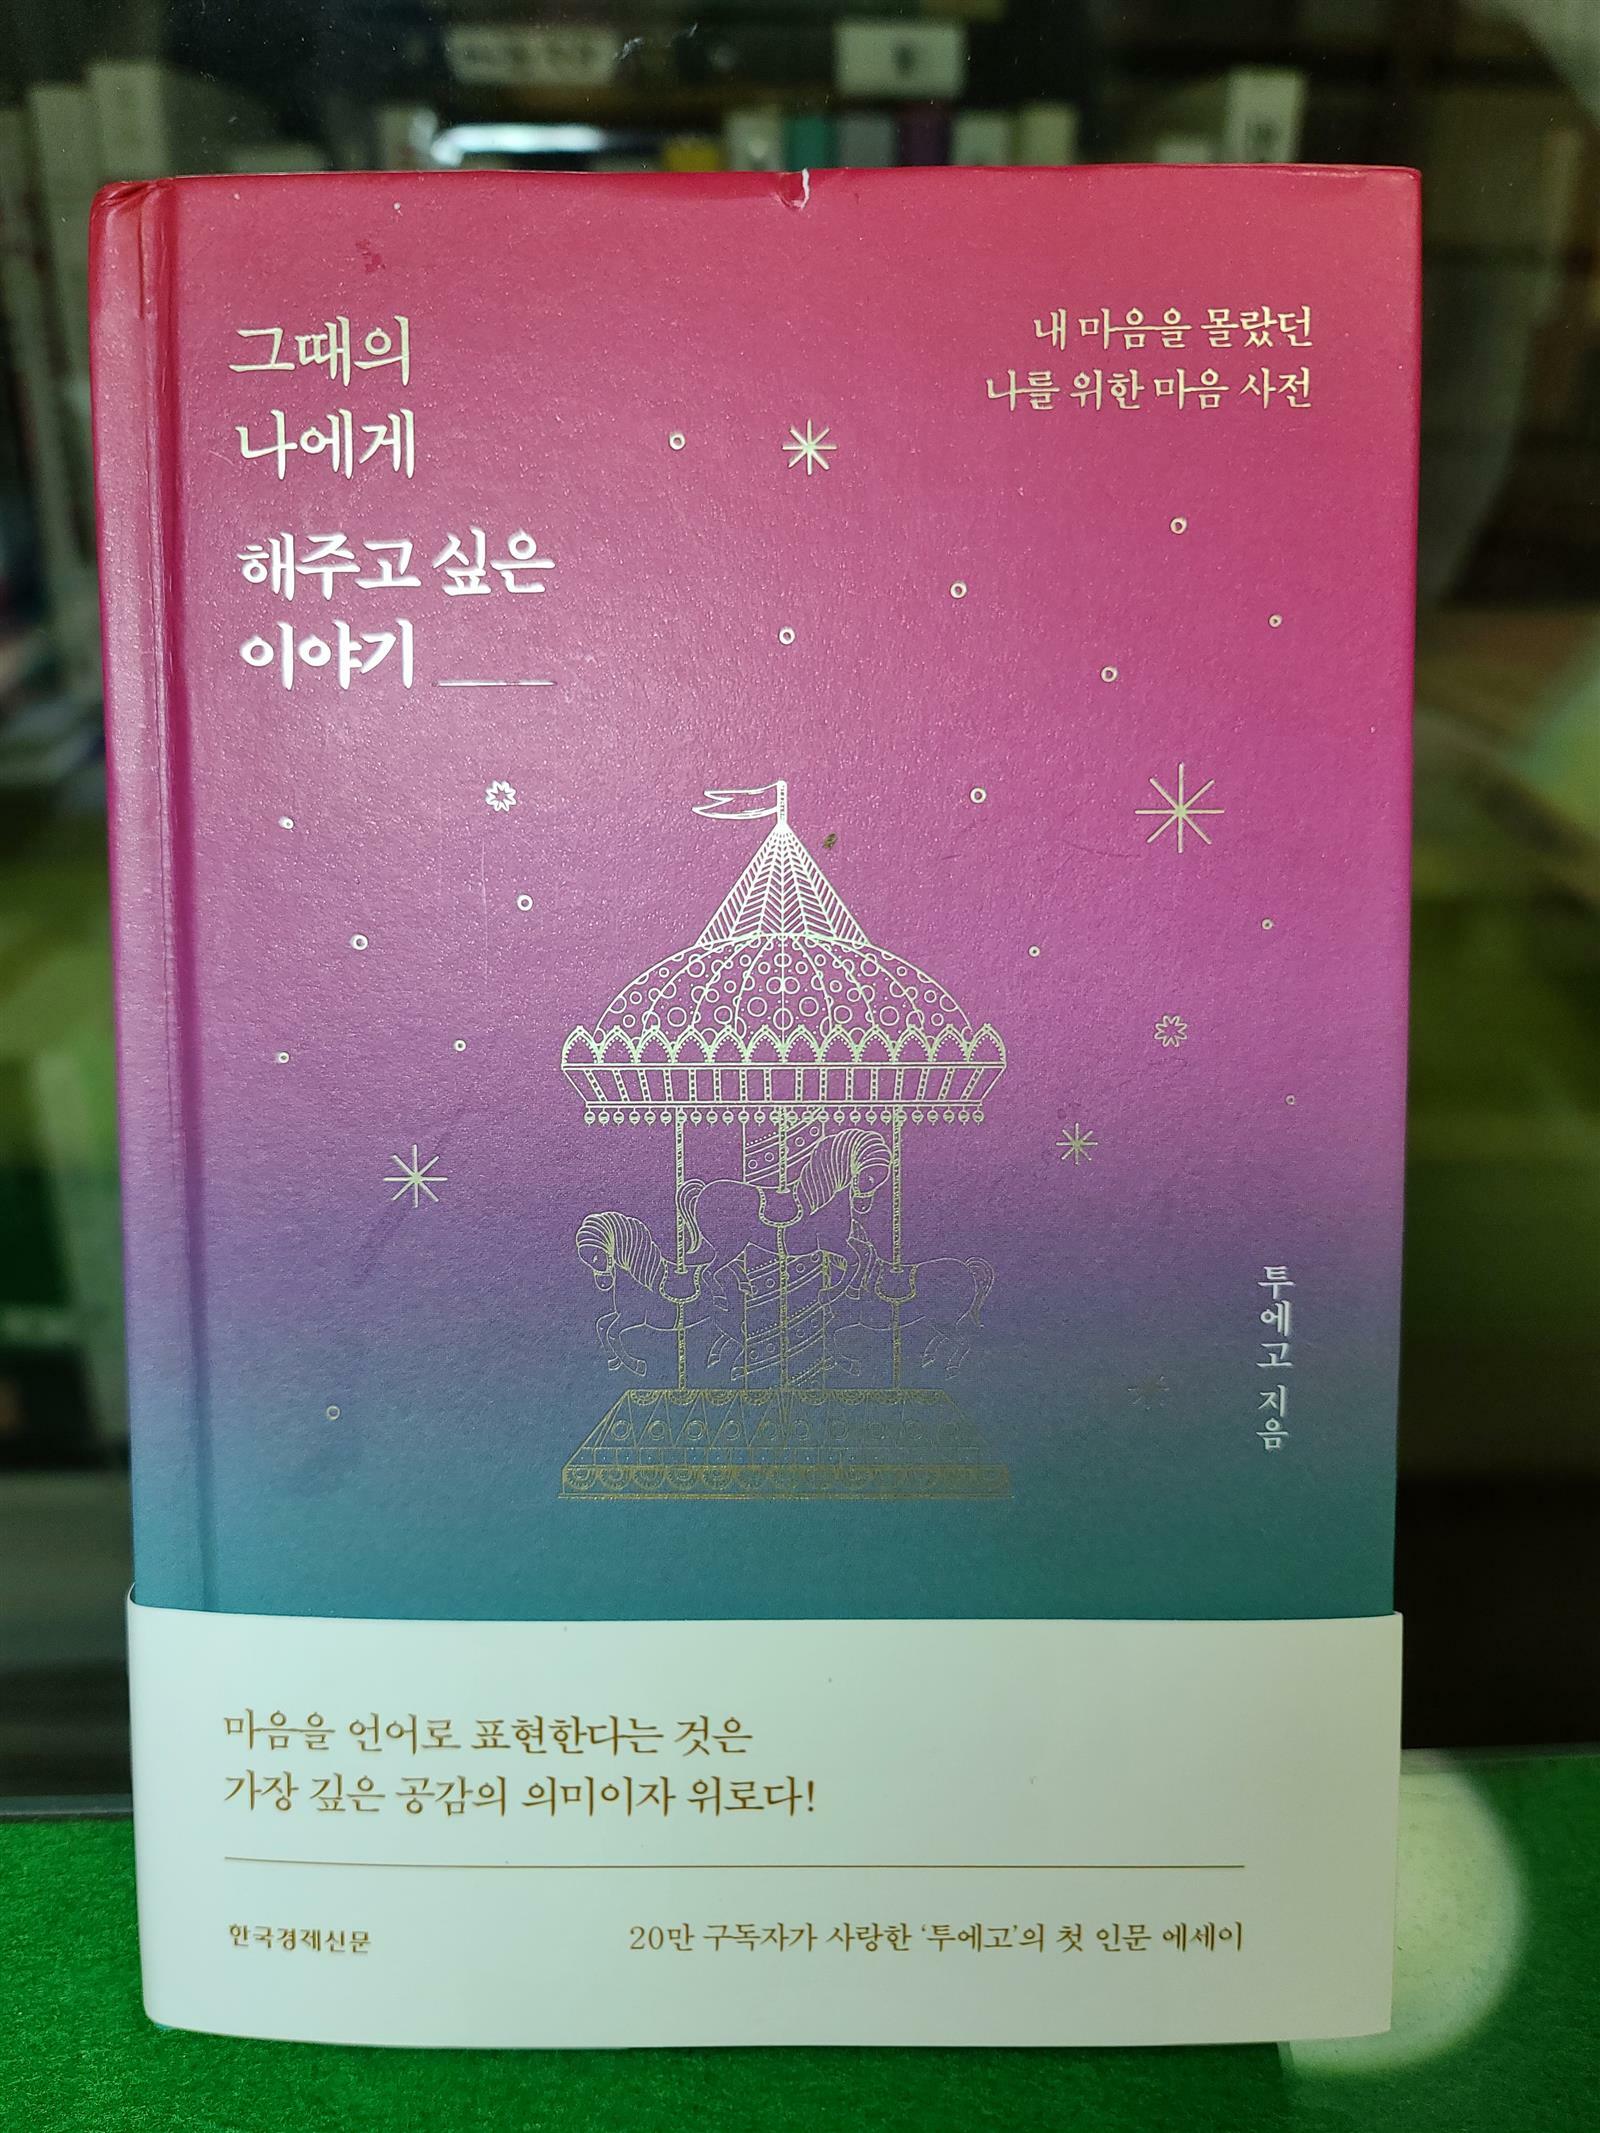 그때의
나에게
해주고 싶은
이야기
내 마음을 몰랐던
나를 위한 마음 사전
투에고 지음
마음을 언어로 표현한다는 것은
가장 깊은 공감의 의미이자 위로다!
한국경제신문
20만 구독자가 사랑한 ‘투에고’의 첫 인문 에세이